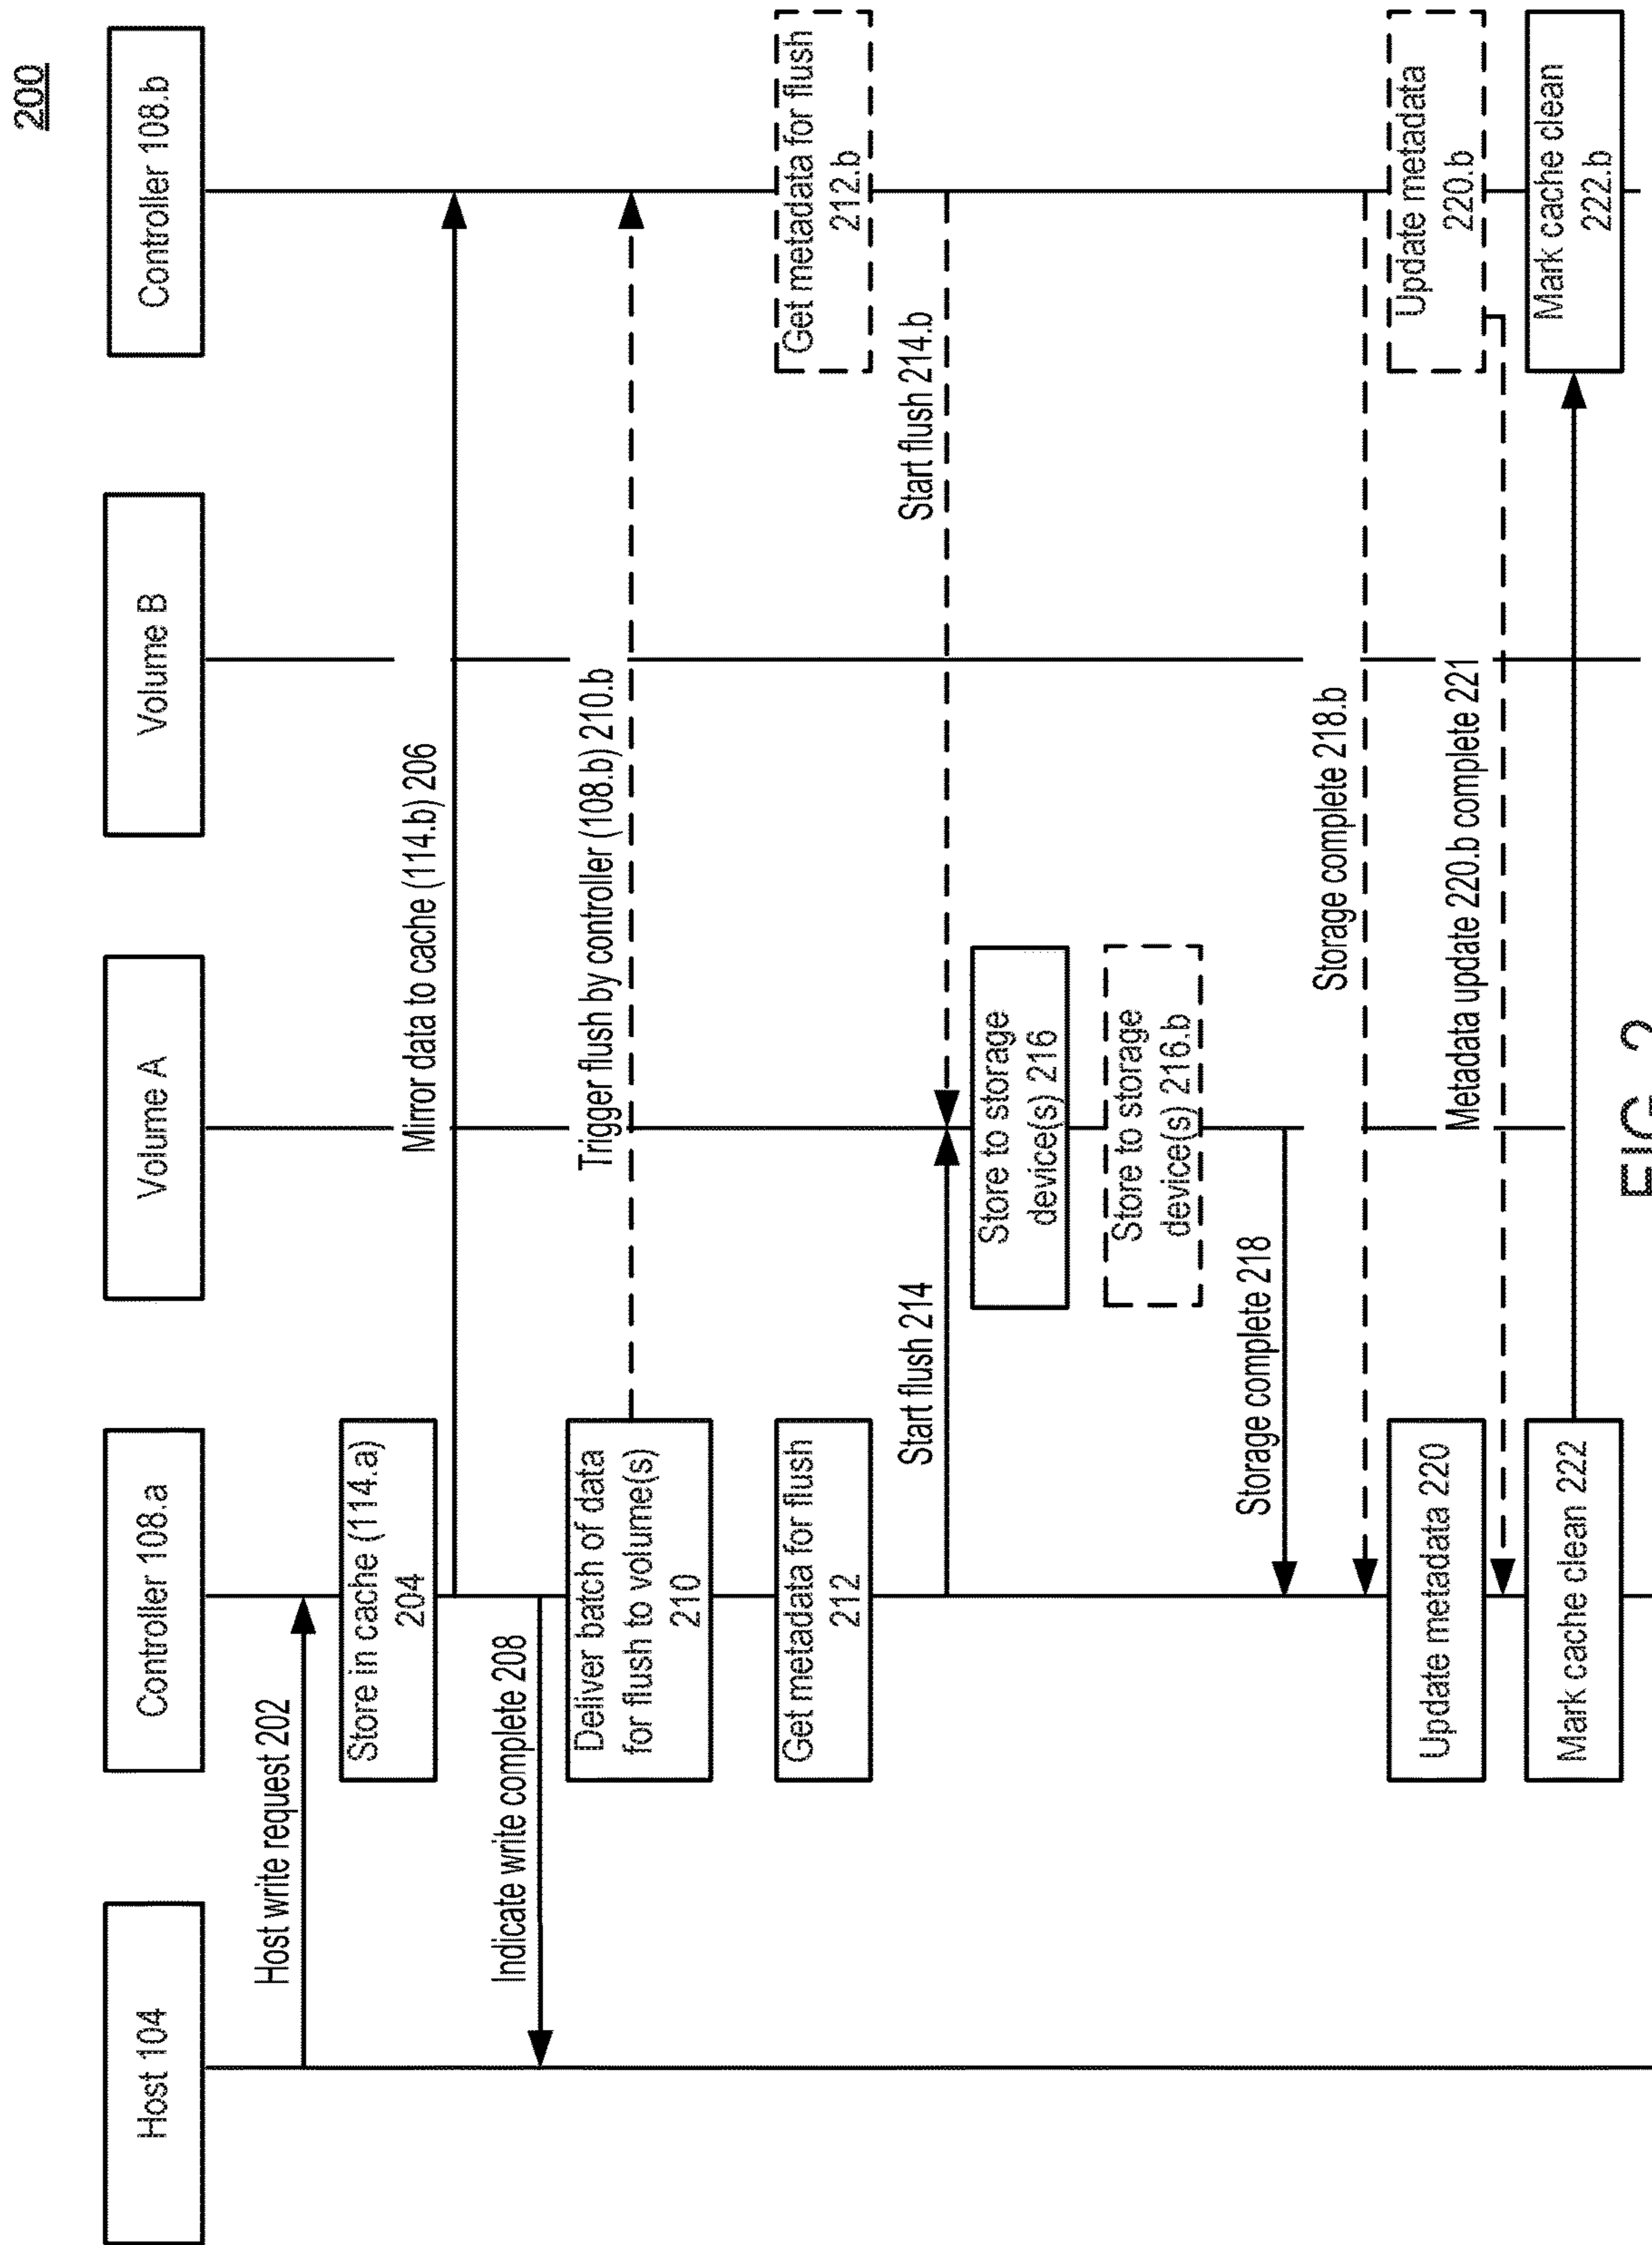 200
Host 104
Controller 108.a
Volume A
Volume B
Controller 108.b
Host write request 202
Store in cache (114.a)
204
Mirror data to cache (114.b) 206
Indicate write complete 208
Deliver batch of data
for flush to volume(s)
210
Trigger flush by controller (108.b) 210.b
Get metadata for flush
212
Get metadata for flush
212.b
Start flush 214
Start flush 214.b
Store to storage
device(s) 216
Store to storage
device(s) 216.b
Storage complete 218
Storage complete 218.b
Update metadata 220
Update metadata
220.b
Metadata update 220.b complete 221
Mark cache clean 222
Mark cache clean
222.b
FIG. 2